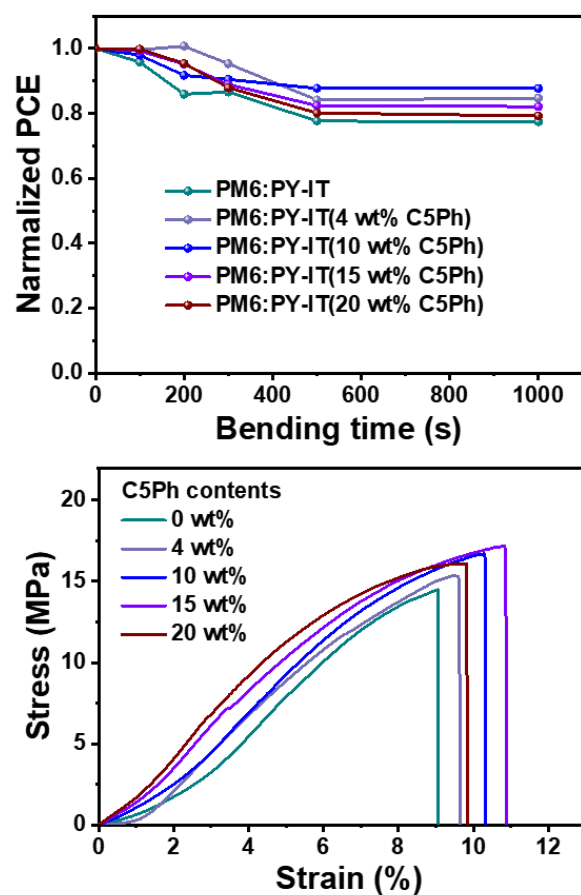 Narmalized PCE
1.0
0.8
0.6
0.4
0.2
0.0
PM6:PY-IT
PM6:PY-IT(4 wt% C5Ph)
PM6:PY-IT(10 wt% C5Ph)
PM6:PY-IT(15 wt% C5Ph)
PM6:PY-IT(20 wt% C5Ph)
0 200 400 600 800 1000
Bending time (s)
Stress (MPa)
20
15
10
5
0
C5Ph contents
0 wt%
4 wt%
10 wt%
15 wt%
20 wt%
0 2 4 6 8 10 12
Strain (%)